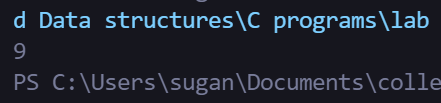 d Data structures\C programs\lab
9
PS C:\Users\sugan\Documents\colle